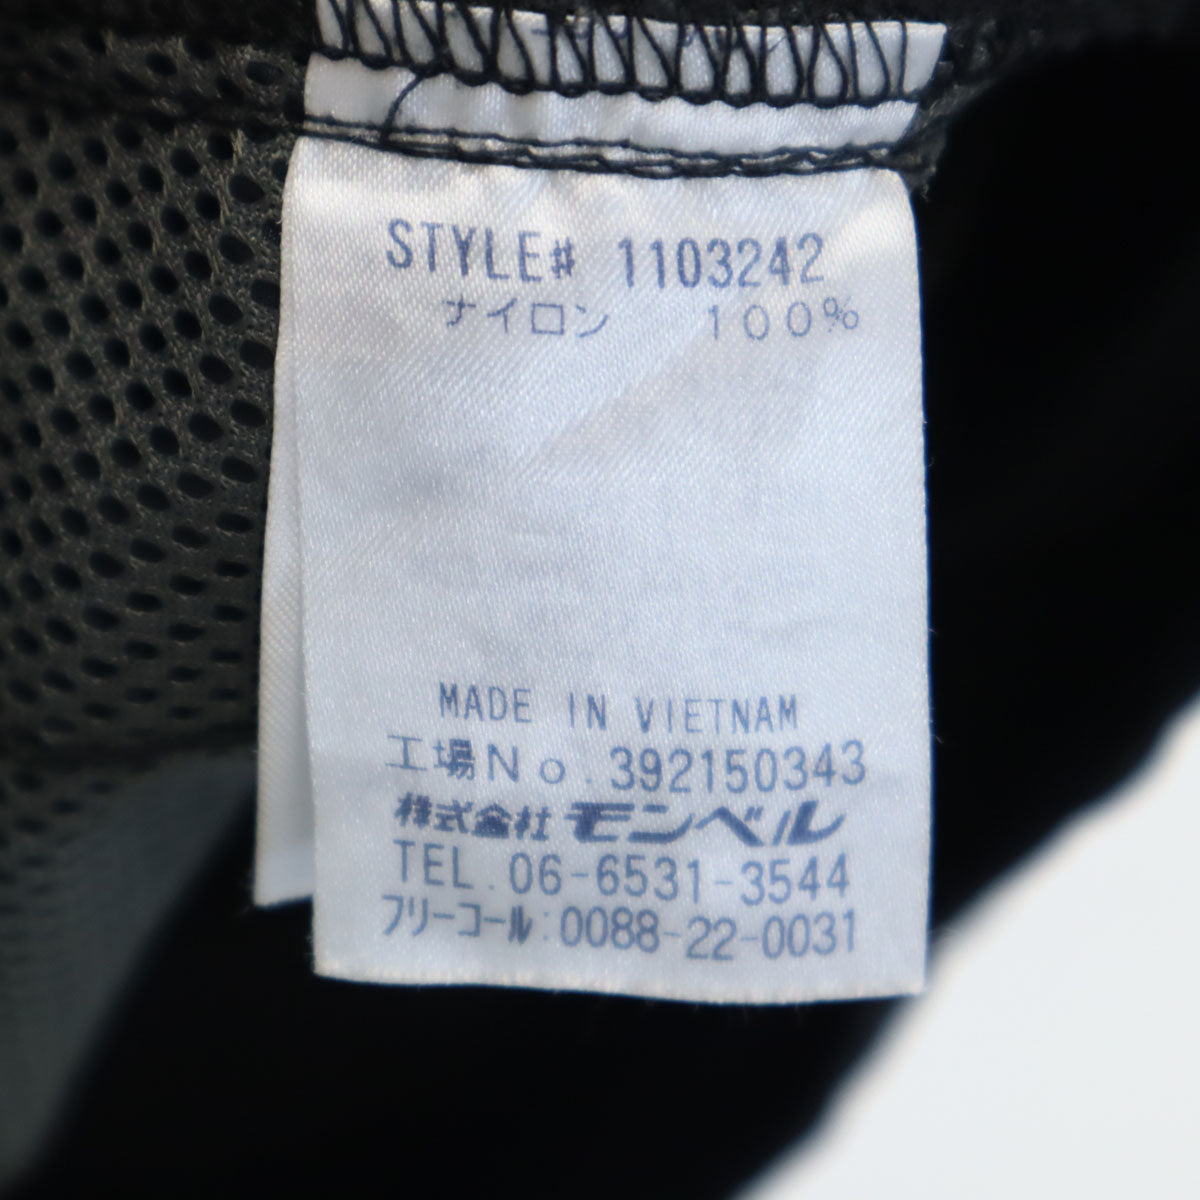 STYLE# 1103242
ナイロン 100%
MADE IN VIETNAM
工場No.392150343
株式会社 モンベル
TEL.06-6531-3544
フリーコール:0088-22-0031